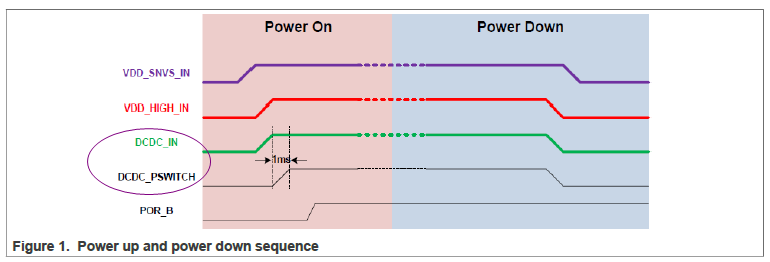 Power On
Power Down
VDD_SNVS_IN
VDD_HIGH_IN
DCDC_IN
1ms
DCDC_PSWITCH
POR_B
Figure 1. Power up and power down sequence